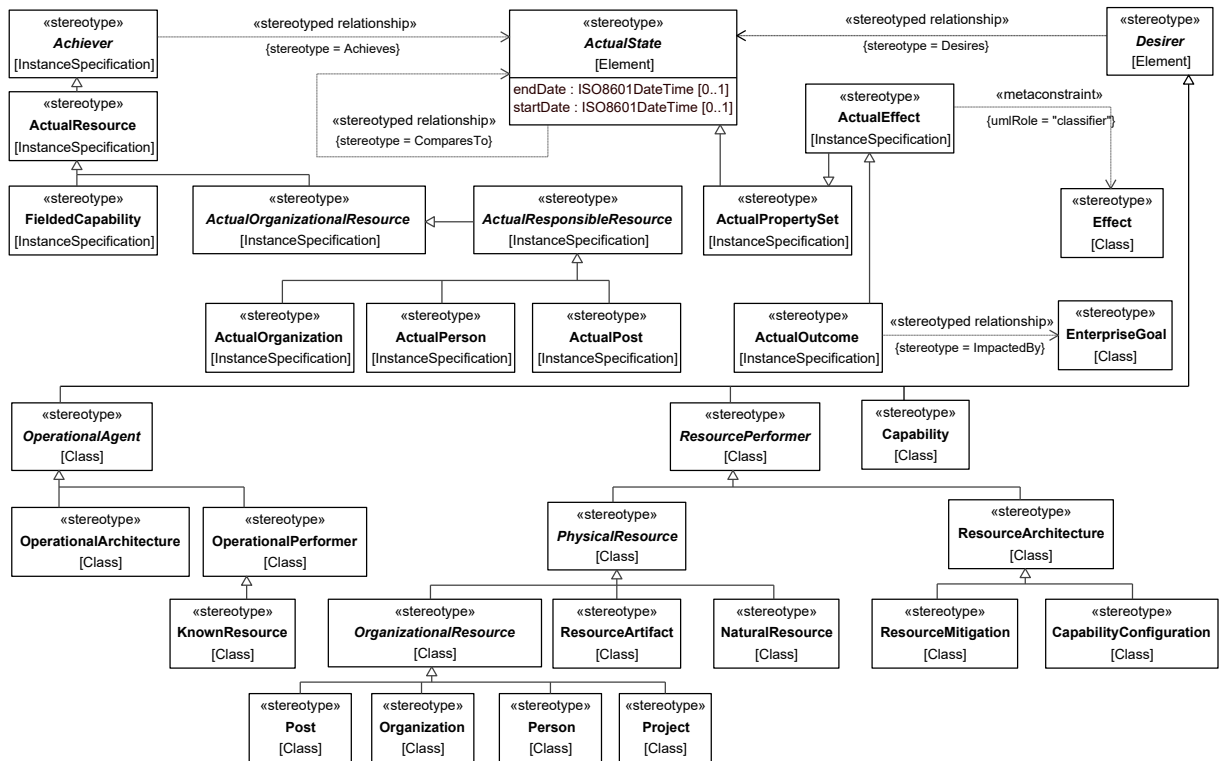 «stereotype»
Achiever
[InstanceSpecification]
«stereotyped relationship»
{stereotype = Achieves}
«stereotype»
ActualState
[Element]
endDate : ISO8601DateTime [0..1]
startDate : ISO8601DateTime [0..1]
«stereotyped relationship»
{stereotype = Desires}
«stereotype»
Desirer
[Element]
«stereotyped relationship»
{stereotype = ComparesTo}
«stereotype»
ActualResource
[InstanceSpecification]
«stereotype»
ActualEffect
[InstanceSpecification]
«metaconstraint»
{umlRole = "classifier"}
«stereotype»
FieldedCapability
[InstanceSpecification]
«stereotype»
ActualOrganizationalResource
[InstanceSpecification]
«stereotype»
ActualResponsibleResource
[InstanceSpecification]
«stereotype»
ActualPropertySet
[InstanceSpecification]
«stereotype»
Effect
[Class]
«stereotype»
ActualOrganization
[InstanceSpecification]
«stereotype»
ActualPerson
[InstanceSpecification]
«stereotype»
ActualPost
[InstanceSpecification]
«stereotype»
ActualOutcome
[InstanceSpecification]
«stereotyped relationship»
{stereotype = ImpactedBy}
«stereotype»
EnterpriseGoal
[Class]
«stereotype»
OperationalAgent
[Class]
«stereotype»
ResourcePerformer
[Class]
«stereotype»
Capability
[Class]
«stereotype»
OperationalArchitecture
[Class]
«stereotype»
OperationalPerformer
[Class]
«stereotype»
PhysicalResource
[Class]
«stereotype»
ResourceArchitecture
[Class]
«stereotype»
KnownResource
[Class]
«stereotype»
OrganizationalResource
[Class]
«stereotype»
ResourceArtifact
[Class]
«stereotype»
NaturalResource
[Class]
«stereotype»
ResourceMitigation
[Class]
«stereotype»
CapabilityConfiguration
[Class]
«stereotype»
Post
[Class]
«stereotype»
Organization
[Class]
«stereotype»
Person
[Class]
«stereotype»
Project
[Class]